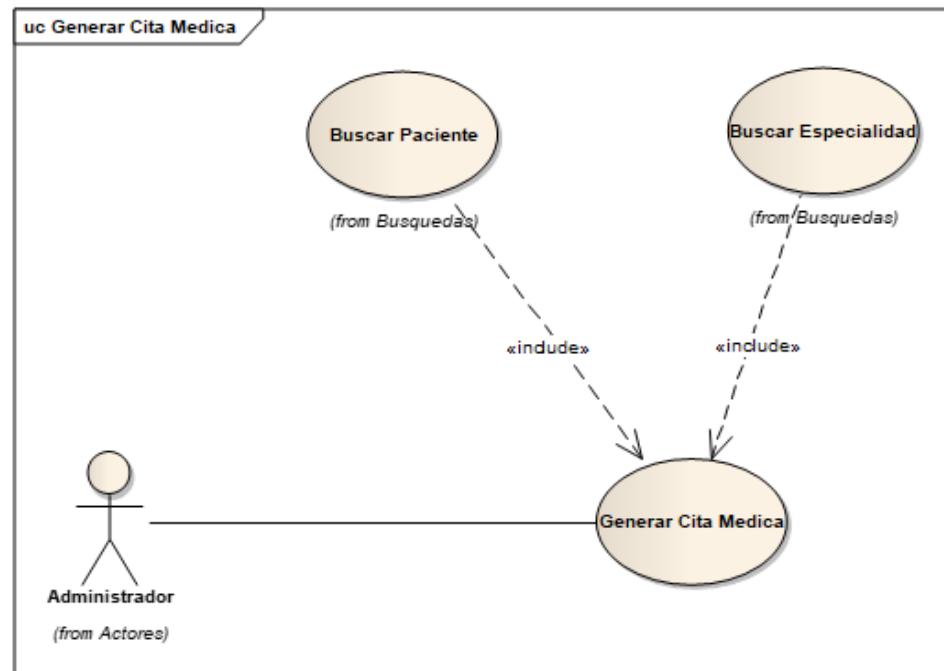 uc Generar Cita Medica
Buscar Paciente
(from Busquedas)
Buscar Especialidad
(from Busquedas)
«include»
«include»
Generar Cita Medica
Administrador
(from Actores)